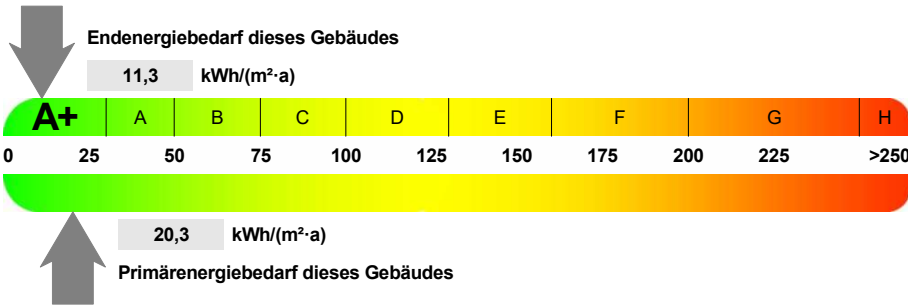 Endenergiebedarf dieses Gebäudes
11,3 kWh/(m²·a)
A+ A B C D E F G H
0 25 50 75 100 125 150 175 200 225 >250
20,3 kWh/(m²·a)
Primärenergiebedarf dieses Gebäudes